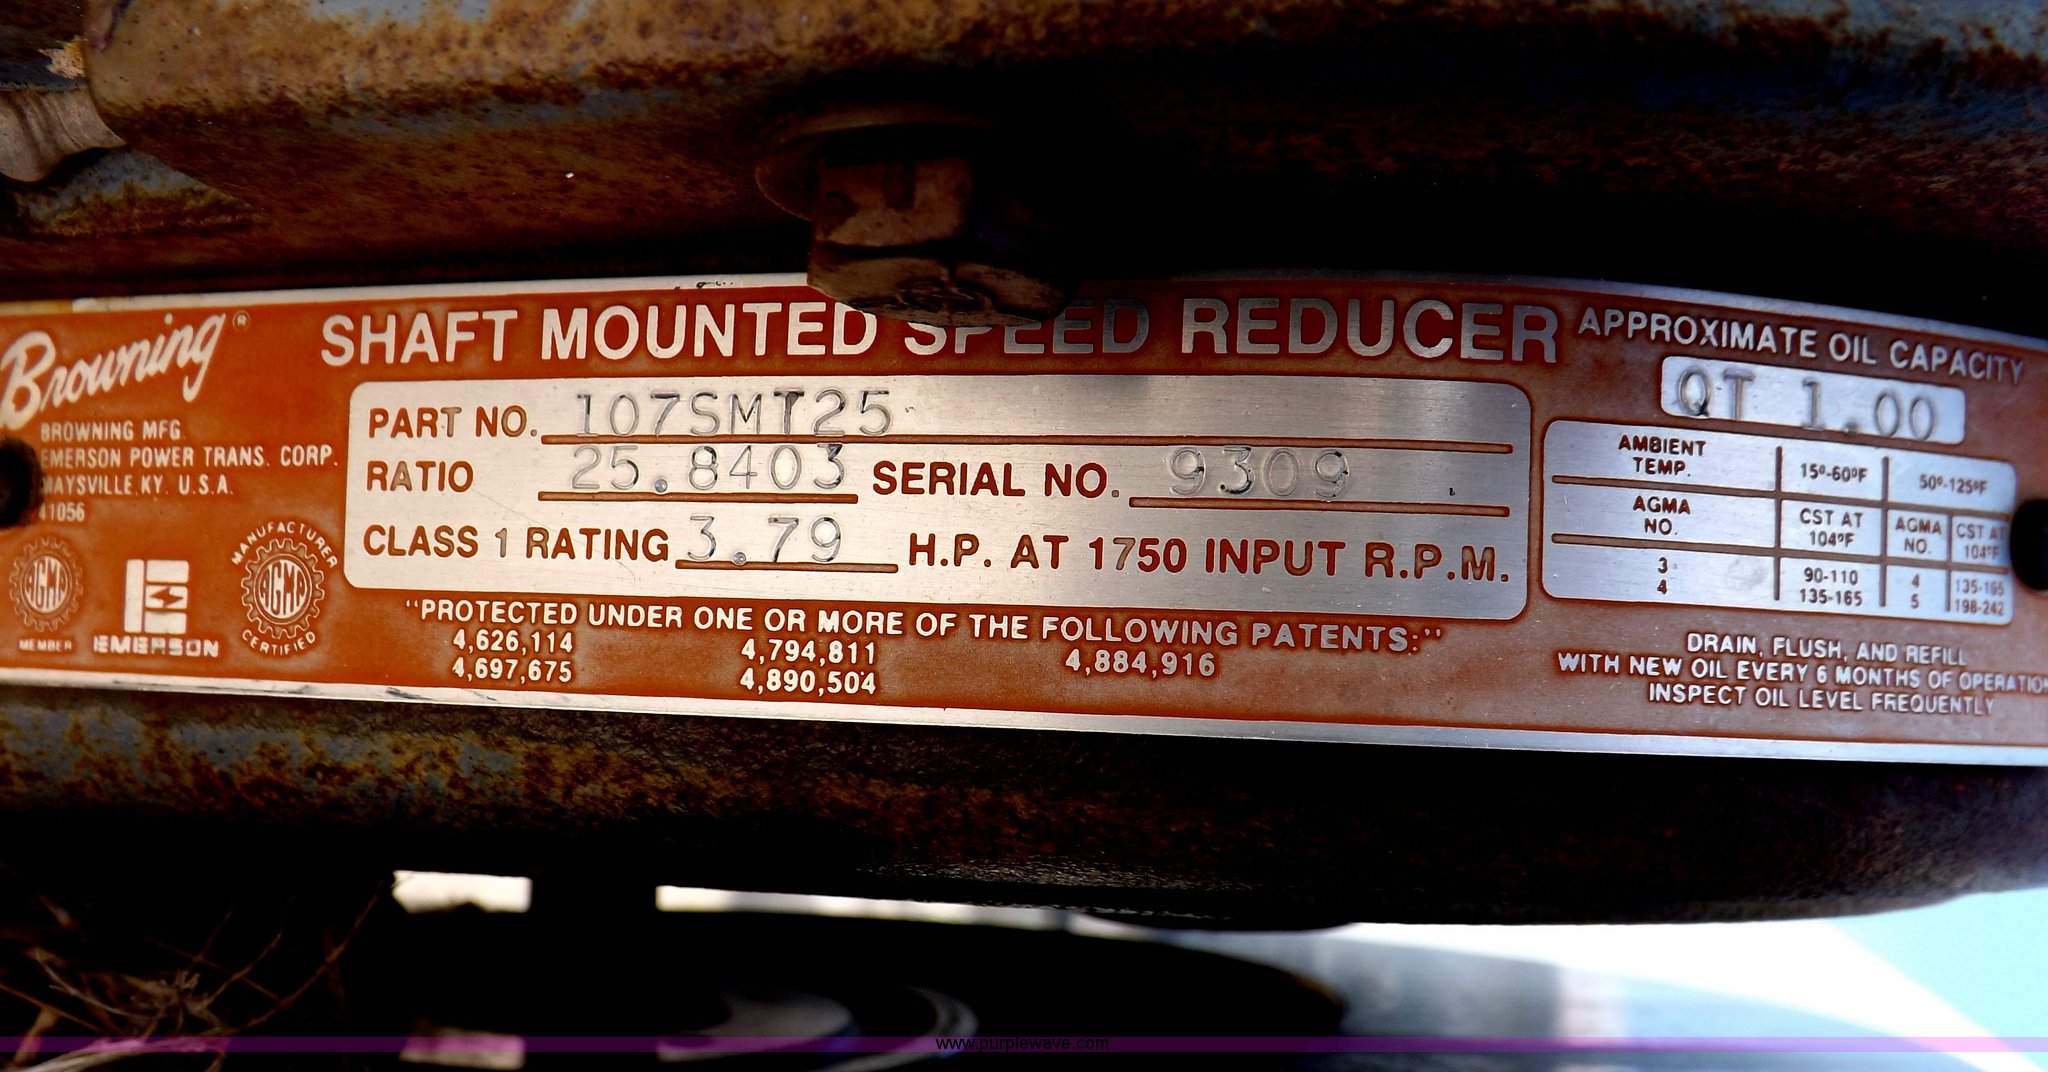 Browning®
BROWNING MFG.
EMERSON POWER TRANS. CORP.
MAYSVILLE, KY. U.S.A.
41056
AGMA
MEMBER
EMERSON
MANUFACTURER
AGMA
CERTIFIED
SHAFT MOUNTED SPEED REDUCER
PART NO. 107SMT25
RATIO 25.8403 SERIAL NO. 9309
CLASS 1 RATING 3.79 H.P. AT 1750 INPUT R.P.M.
"PROTECTED UNDER ONE OR MORE OF THE FOLLOWING PATENTS:"
4,626,114 4,794,811 4,884,916
4,697,675 4,890,504
APPROXIMATE OIL CAPACITY
QT 1.00
AMBIENT TEMP. 15°-60°F 50°-125°F
AGMA NO. CST AT 104°F AGMA NO. CST AT 104°F
3 90-110 4 135-165
4 135-165 5 198-242
DRAIN, FLUSH, AND REFILL
WITH NEW OIL EVERY 6 MONTHS OF OPERATION
INSPECT OIL LEVEL FREQUENTLY
www.purplewave.com